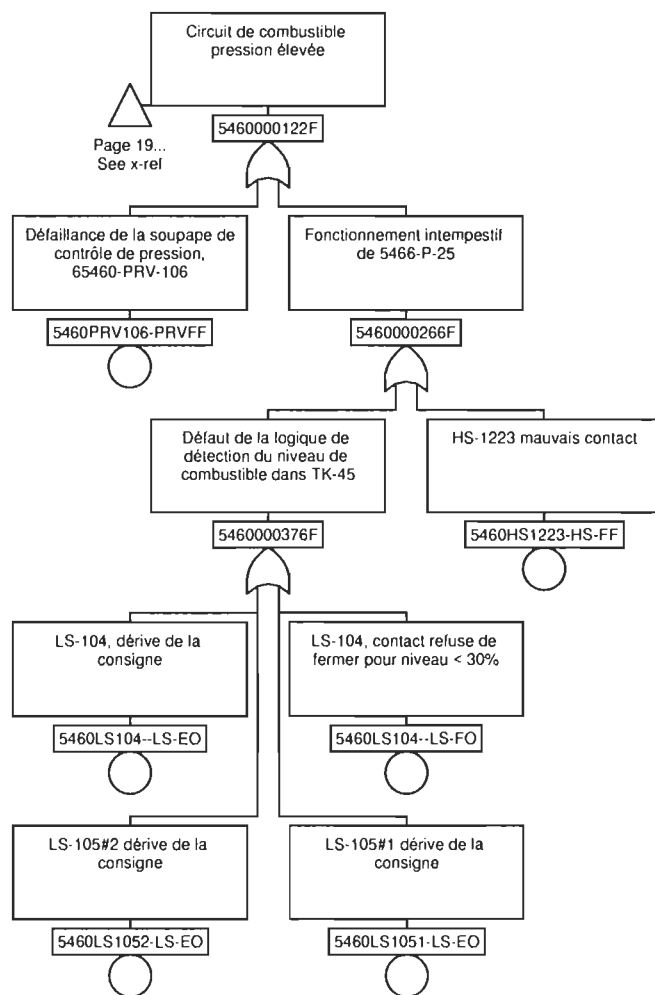 Circuit de combustible
pression élevée
Page 19...
See x-ref
5460000122F
Défaillance de la soupape de
contrôle de pression,
65460-PRV-106
5460PRV106-PRVFF
Fonctionnement intempestif
de 5466-P-25
5460000266F
Défaut de la logique de
détection du niveau de
combustible dans TK-45
5460000376F
HS-1223 mauvais contact
5460HS1223-HS-FF
LS-104, dérive de la
consigne
5460LS104--LS-EO
LS-104, contact refuse de
fermer pour niveau < 30%
5460LS104--LS-FO
LS-105#2 dérive de la
consigne
5460LS1052-LS-EO
LS-105#1 dérive de la
consigne
5460LS1051-LS-EO